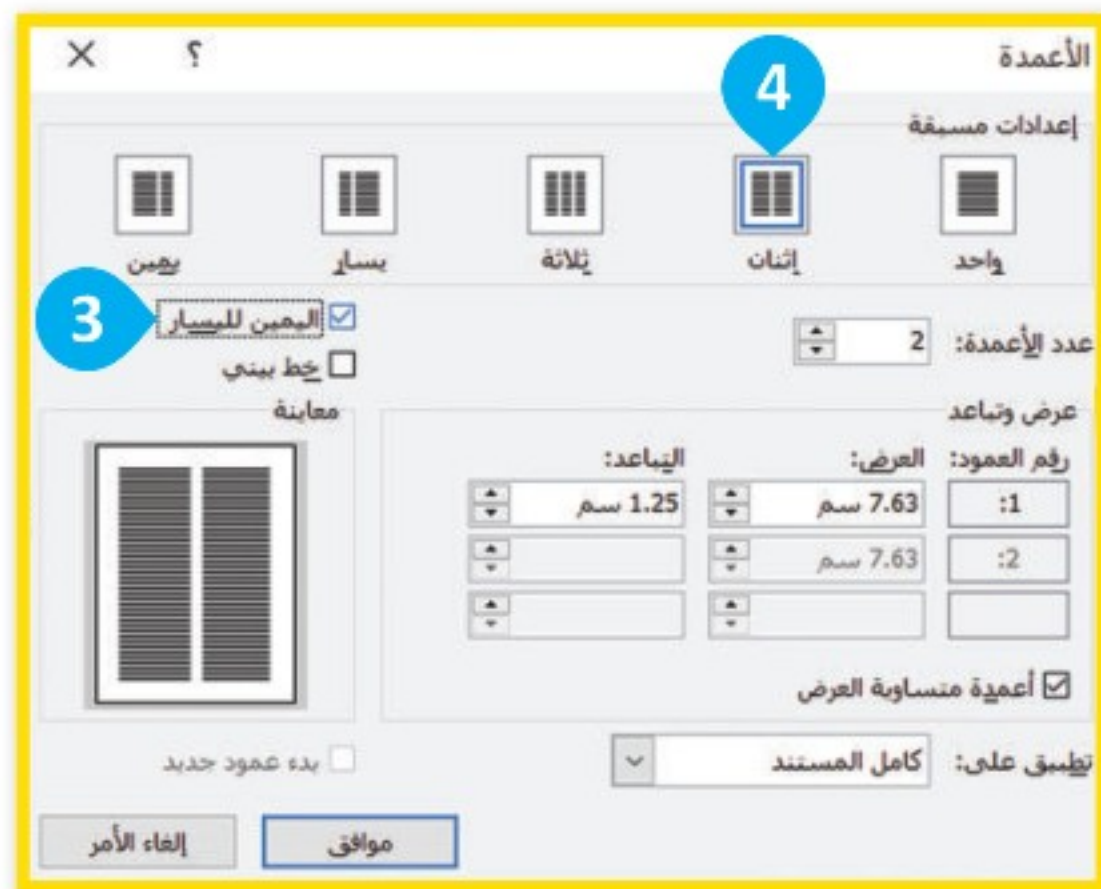 الأعمدة ؟ ×
4
إعدادات مسبقة
واحد إثنان ثلاثة يسار يمين
3
عدد الأعمدة: 2 اليمين لليسار
خط بيني
عرض وتباعد معاينة
رقم العمود: العرض: التباعد:
1: 7.63 سم 1.25 سم
2: 7.63 سم
أعمدة متساوية العرض
تطبيق على: كامل المستند بدء عمود جديد
موافق إلغاء الأمر